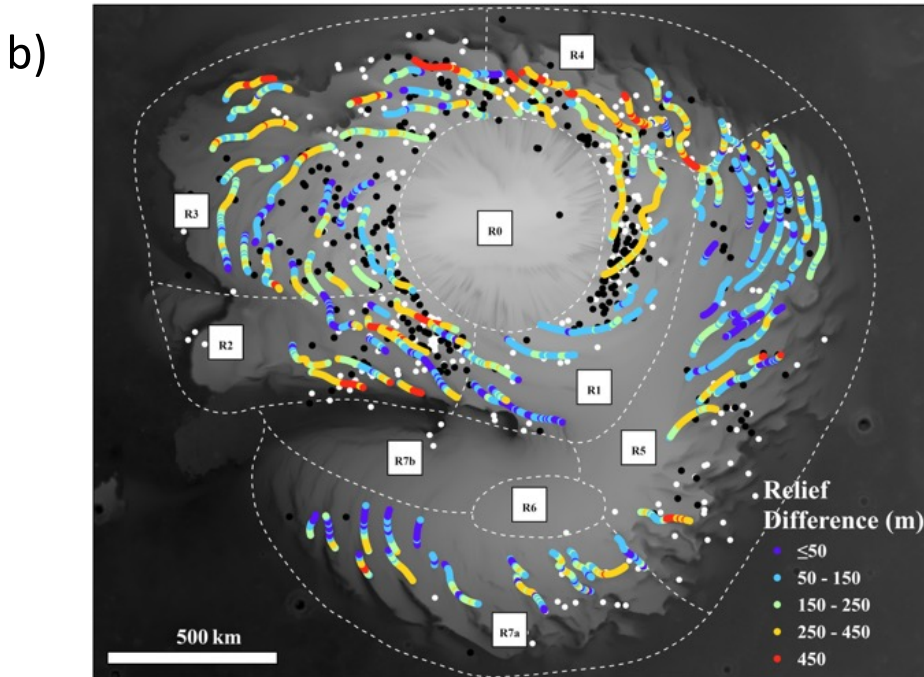 b)
R4
R3
R0
R2
R1
R7b
R5
R6
R7a
Relief
Difference (m)
≤50
50 - 150
150 - 250
250 - 450
450
500 km